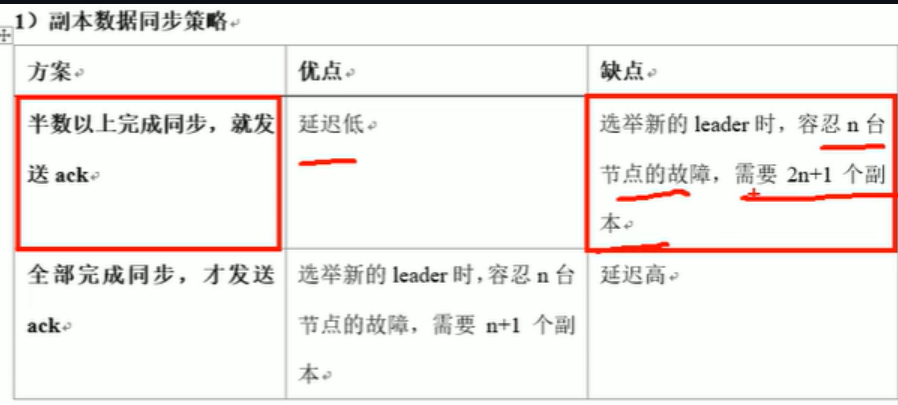 1）副本数据同步策略
方案 优点 缺点
半数以上完成同步，就发
送 ack
延迟低
选举新的 leader 时，容忍 n 台
节点的故障，需要 2n+1 个副
本
全部完成同步，才发送
ack
选举新的 leader 时，容忍 n 台
节点的故障，需要 n+1 个副
本
延迟高